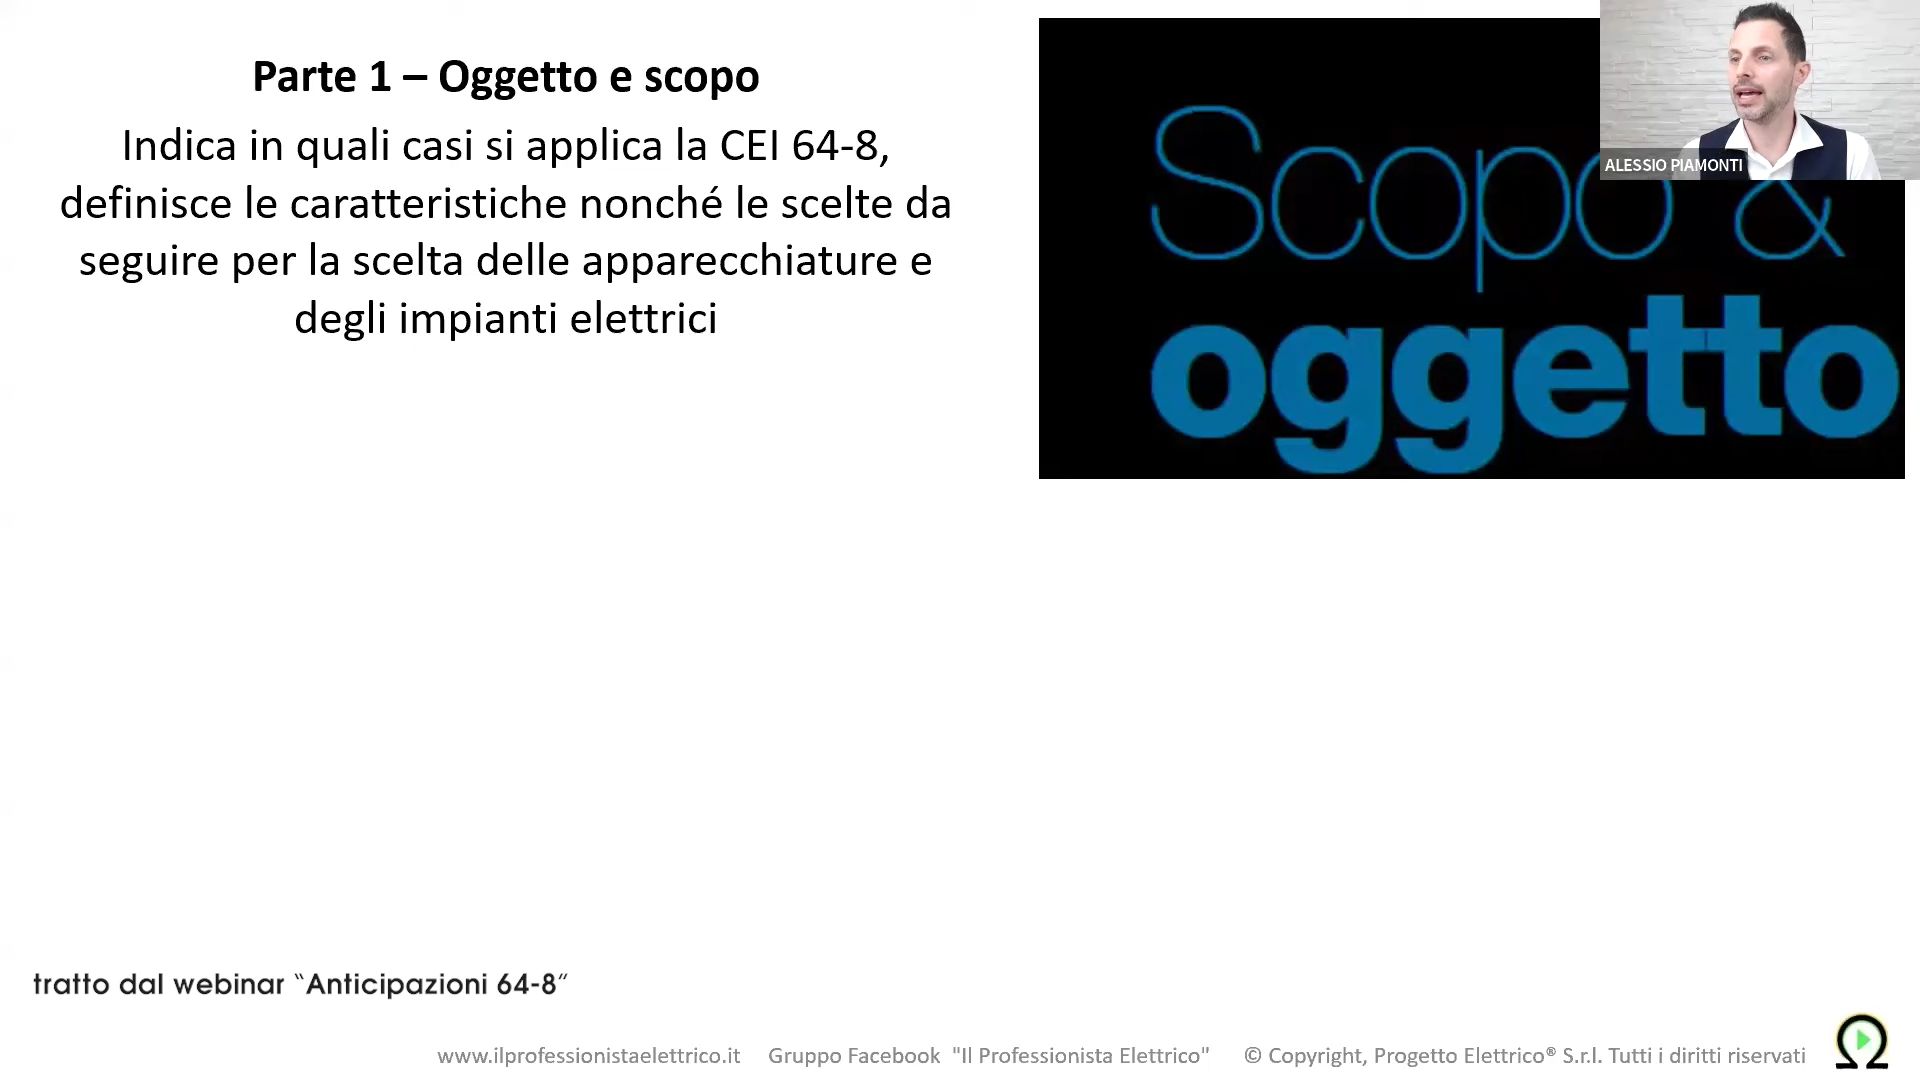 Parte 1 – Oggetto e scopo
Indica in quali casi si applica la CEI 64-8,
definisce le caratteristiche nonché le scelte da
seguire per la scelta delle apparecchiature e
degli impianti elettrici
Scopo &
oggetto
ALESSIO PIAMONTI
tratto dal webinar “Anticipazioni 64-8”
www.ilprofessionistaelettrico.it Gruppo Facebook "Il Professionista Elettrico" © Copyright, Progetto Elettrico® S.r.l. Tutti i diritti riservati